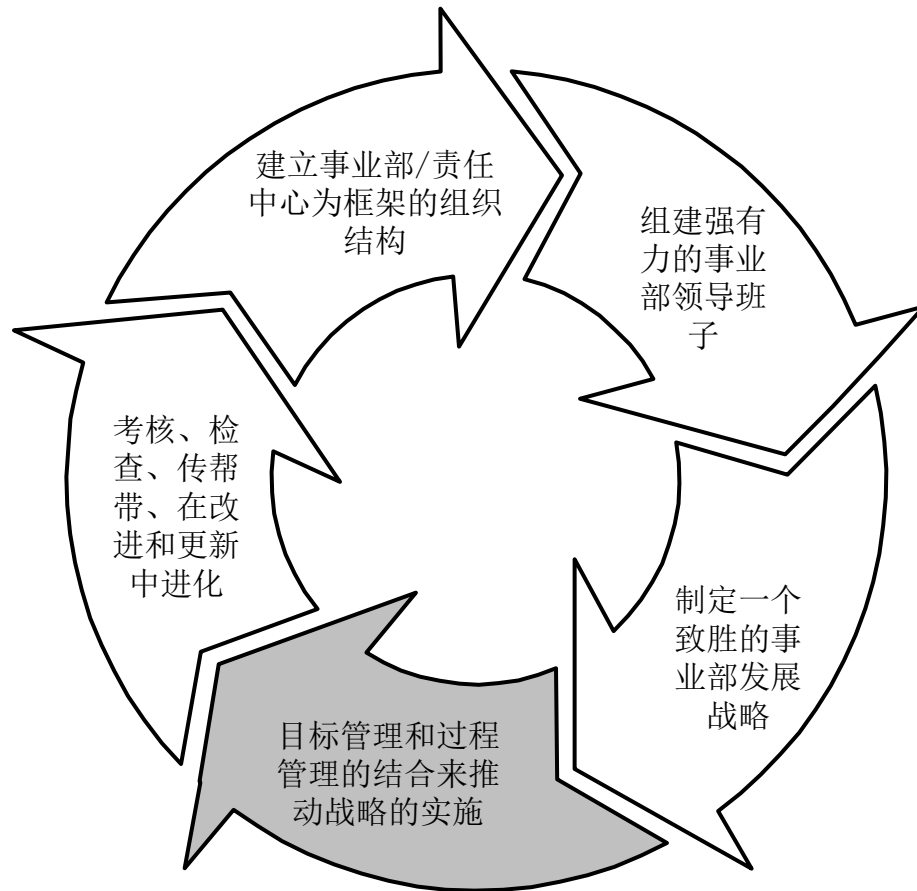 建立事业部/责任
中心为框架的组织
结构
组建强有
力的事业
部领导班
子
制定一个
致胜的事
业部发展
战略
目标管理和过程
管理的结合来推
动战略的实施
考核、检
查、传帮
带、在改
进和更新
中进化